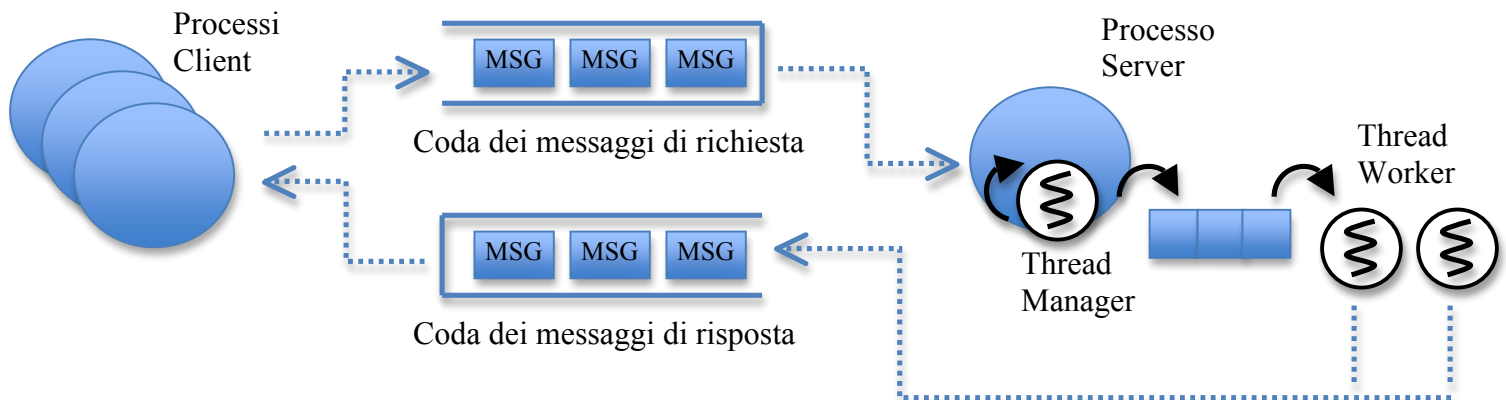 Processi
Client
MSG MSG MSG
Coda dei messaggi di richiesta
MSG MSG MSG
Coda dei messaggi di risposta
Processo
Server
Thread
Manager
Thread
Worker